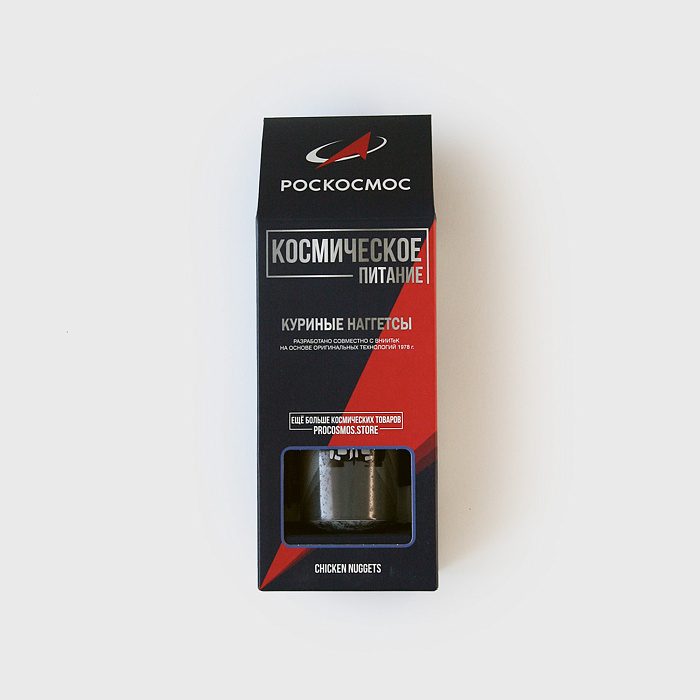 РОСКОСМОС
КОСМИЧЕСКОЕ
ПИТАНИЕ
КУРИНЫЕ НАГГЕТСЫ
РАЗРАБОТАНО СОВМЕСТНО С ВНИИТьК
НА ОСНОВЕ ОРИГИНАЛЬНЫХ ТЕХНОЛОГИЙ 1978 г.
ЕЩЁ БОЛЬШЕ КОСМИЧЕСКИХ ТОВАРОВ
PROCOSMOS.STORE
CHICKEN NUGGETS